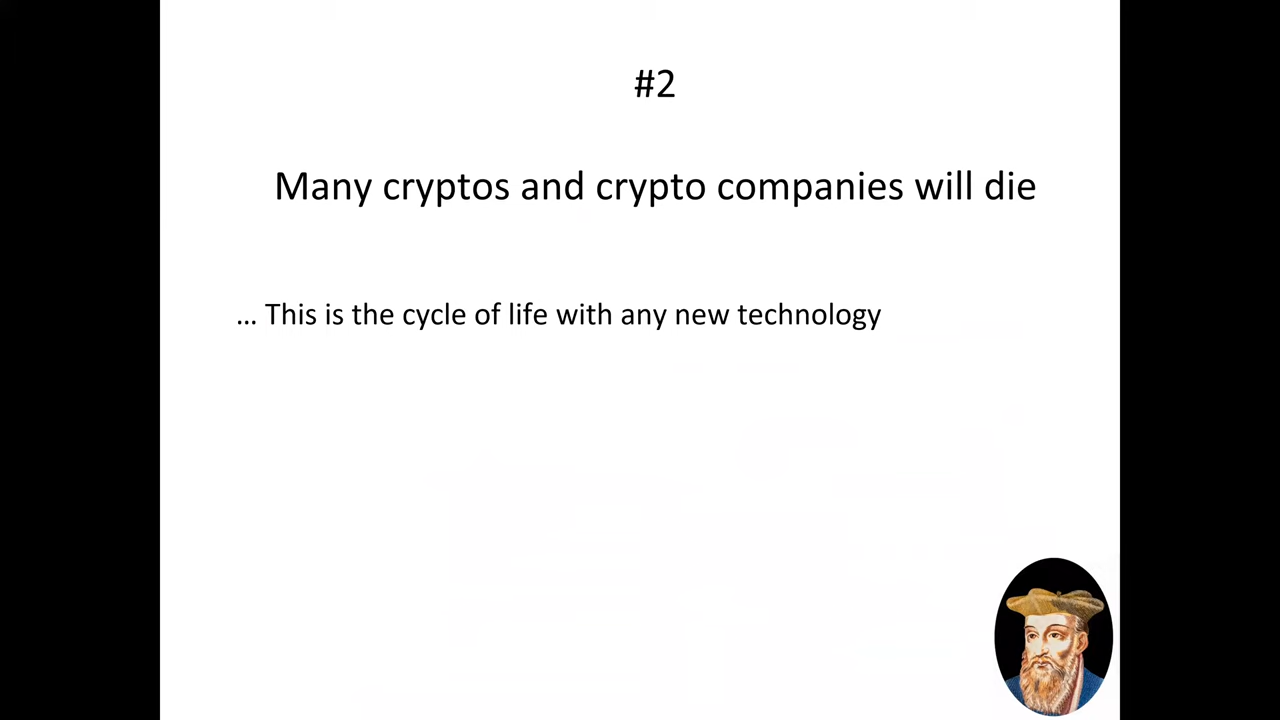 #2
Many cryptos and crypto companies will die
... This is the cycle of life with any new technology